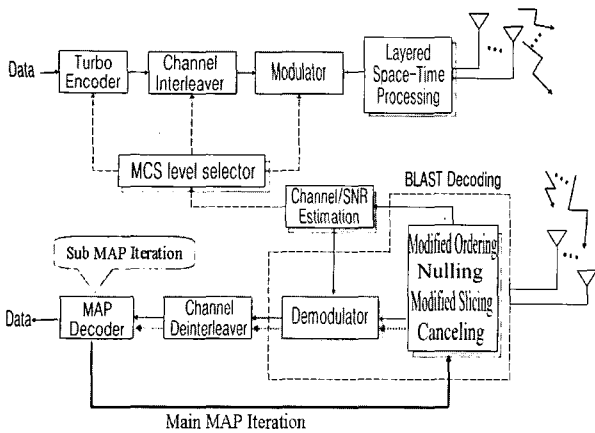 Data
Turbo
Encoder
Channel
Interleaver
Modulator
Layered
Space-Time
Processing
MCS level selector
BLAST Decoding
Channel/SNR
Estimation
Sub MAP Iteration
Modified Ordering
Nulling
Modified Slicing
Canceling
Data
MAP
Decoder
Channel
Deinterleaver
Demodulator
Main MAP Iteration